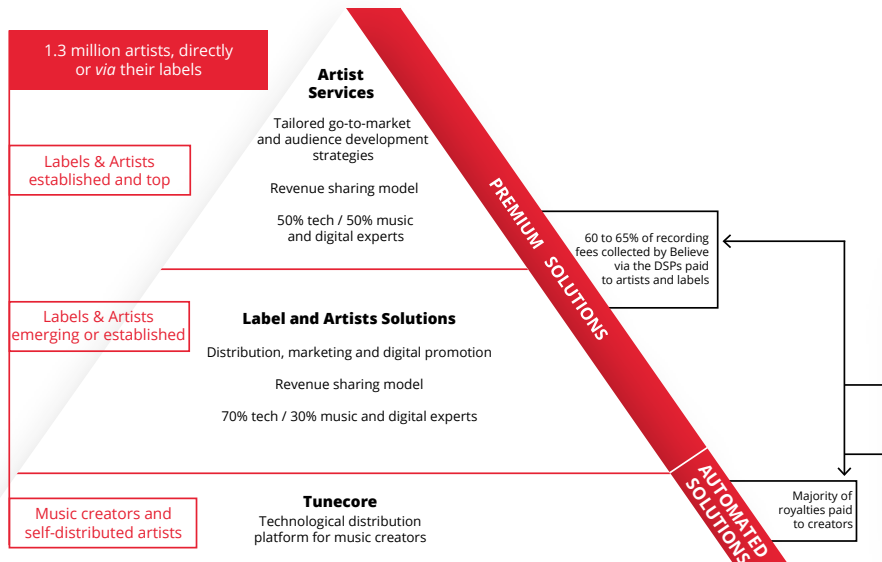 1.3 million artists, directly
or via their labels
Artist
Services
Tailored go-to-market
and audience development
strategies
Revenue sharing model
50% tech / 50% music
and digital experts
Labels & Artists
established and top
PREMIUM SOLUTIONS
60 to 65% of recording
fees collected by Believe
via the DSPs paid
to artists and labels
Labels & Artists
emerging or established
Label and Artists Solutions
Distribution, marketing and digital promotion
Revenue sharing model
70% tech / 30% music and digital experts
Music creators and
self-distributed artists
Tunecore
Technological distribution
platform for music creators
AUTOMATED
SOLUTIONS
Majority of
royalties paid
to creators